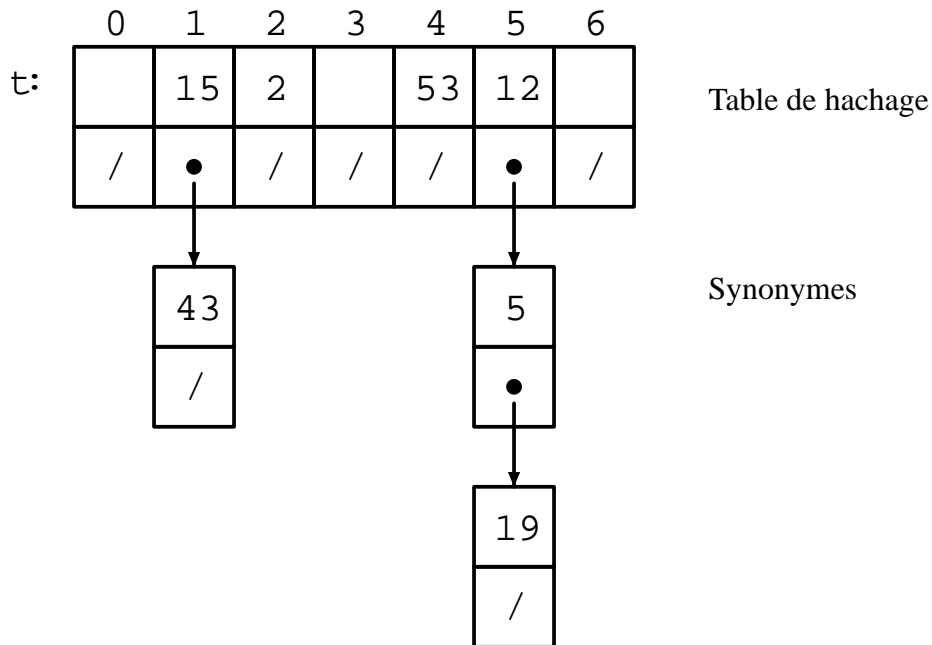 0 1 2 3 4 5 6
t: 15 2 53 12 Table de hachage
/ • / / / • /
43 5 Synonymes
/ •
19
/